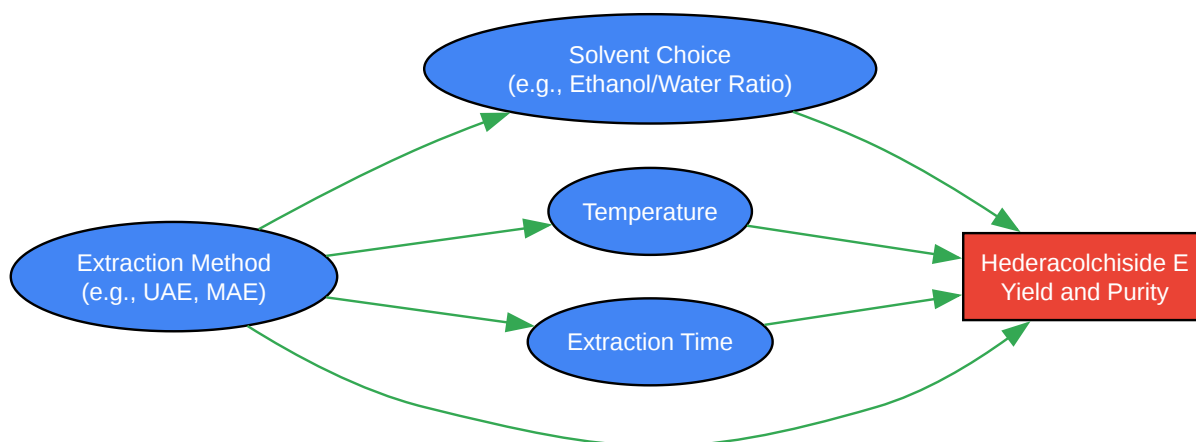 Solvent Choice
(e.g., Ethanol/Water Ratio)
Temperature
Extraction Method
(e.g., UAE, MAE)
Hederacolchiside E
Yield and Purity
Extraction Time